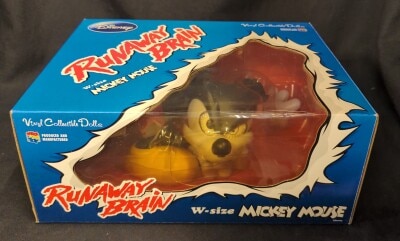 Disney
RUNAWAY
BRAIN
W-size
MICKEY MOUSE
Vinyl Collectible Dolls
Vinyl Collectible Dolls
PRODUCED AND
MANUFACTURED
RUNAWAY
BRAIN
W-size MICKEY MOUSE